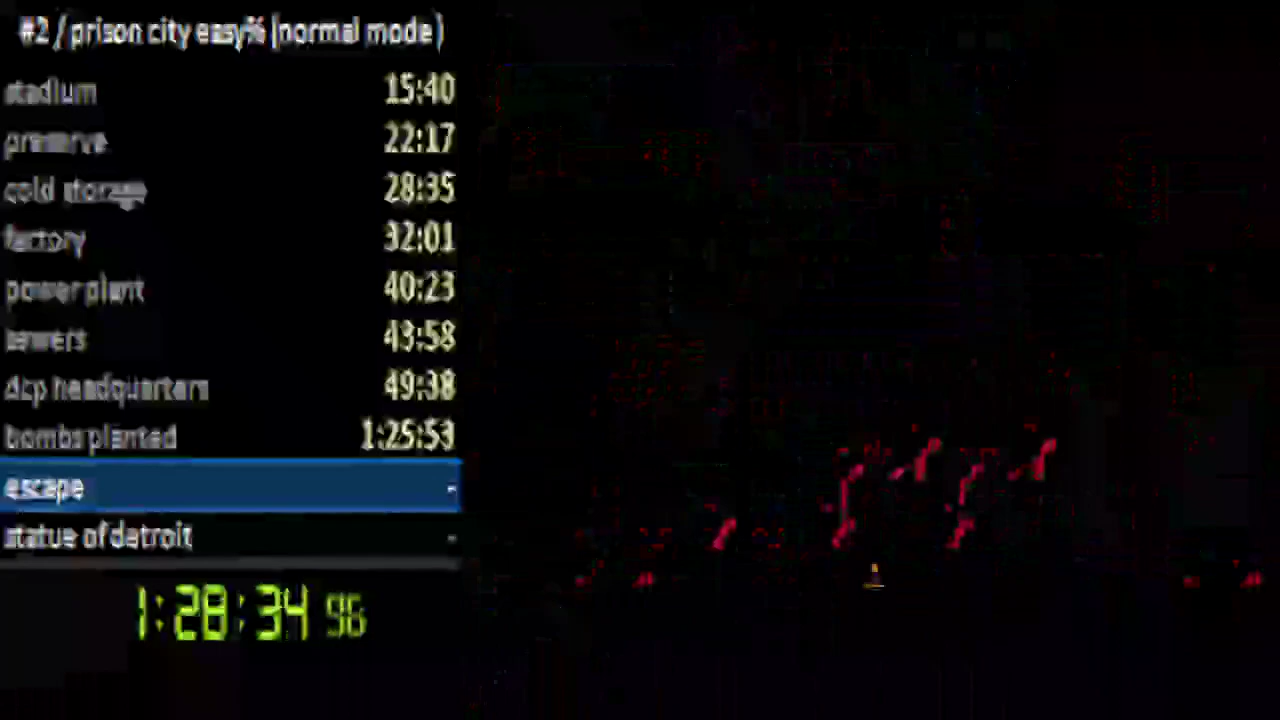 #2 / prison city easy% (normal mode)
stadium 15:40
preserve 22:17
cold storage 28:35
factory 32:01
power plant 40:23
sewers 43:58
dcp headquarters 49:38
bombs planted 1:25:53
escape -
statue of detroit -
1:28:34 96